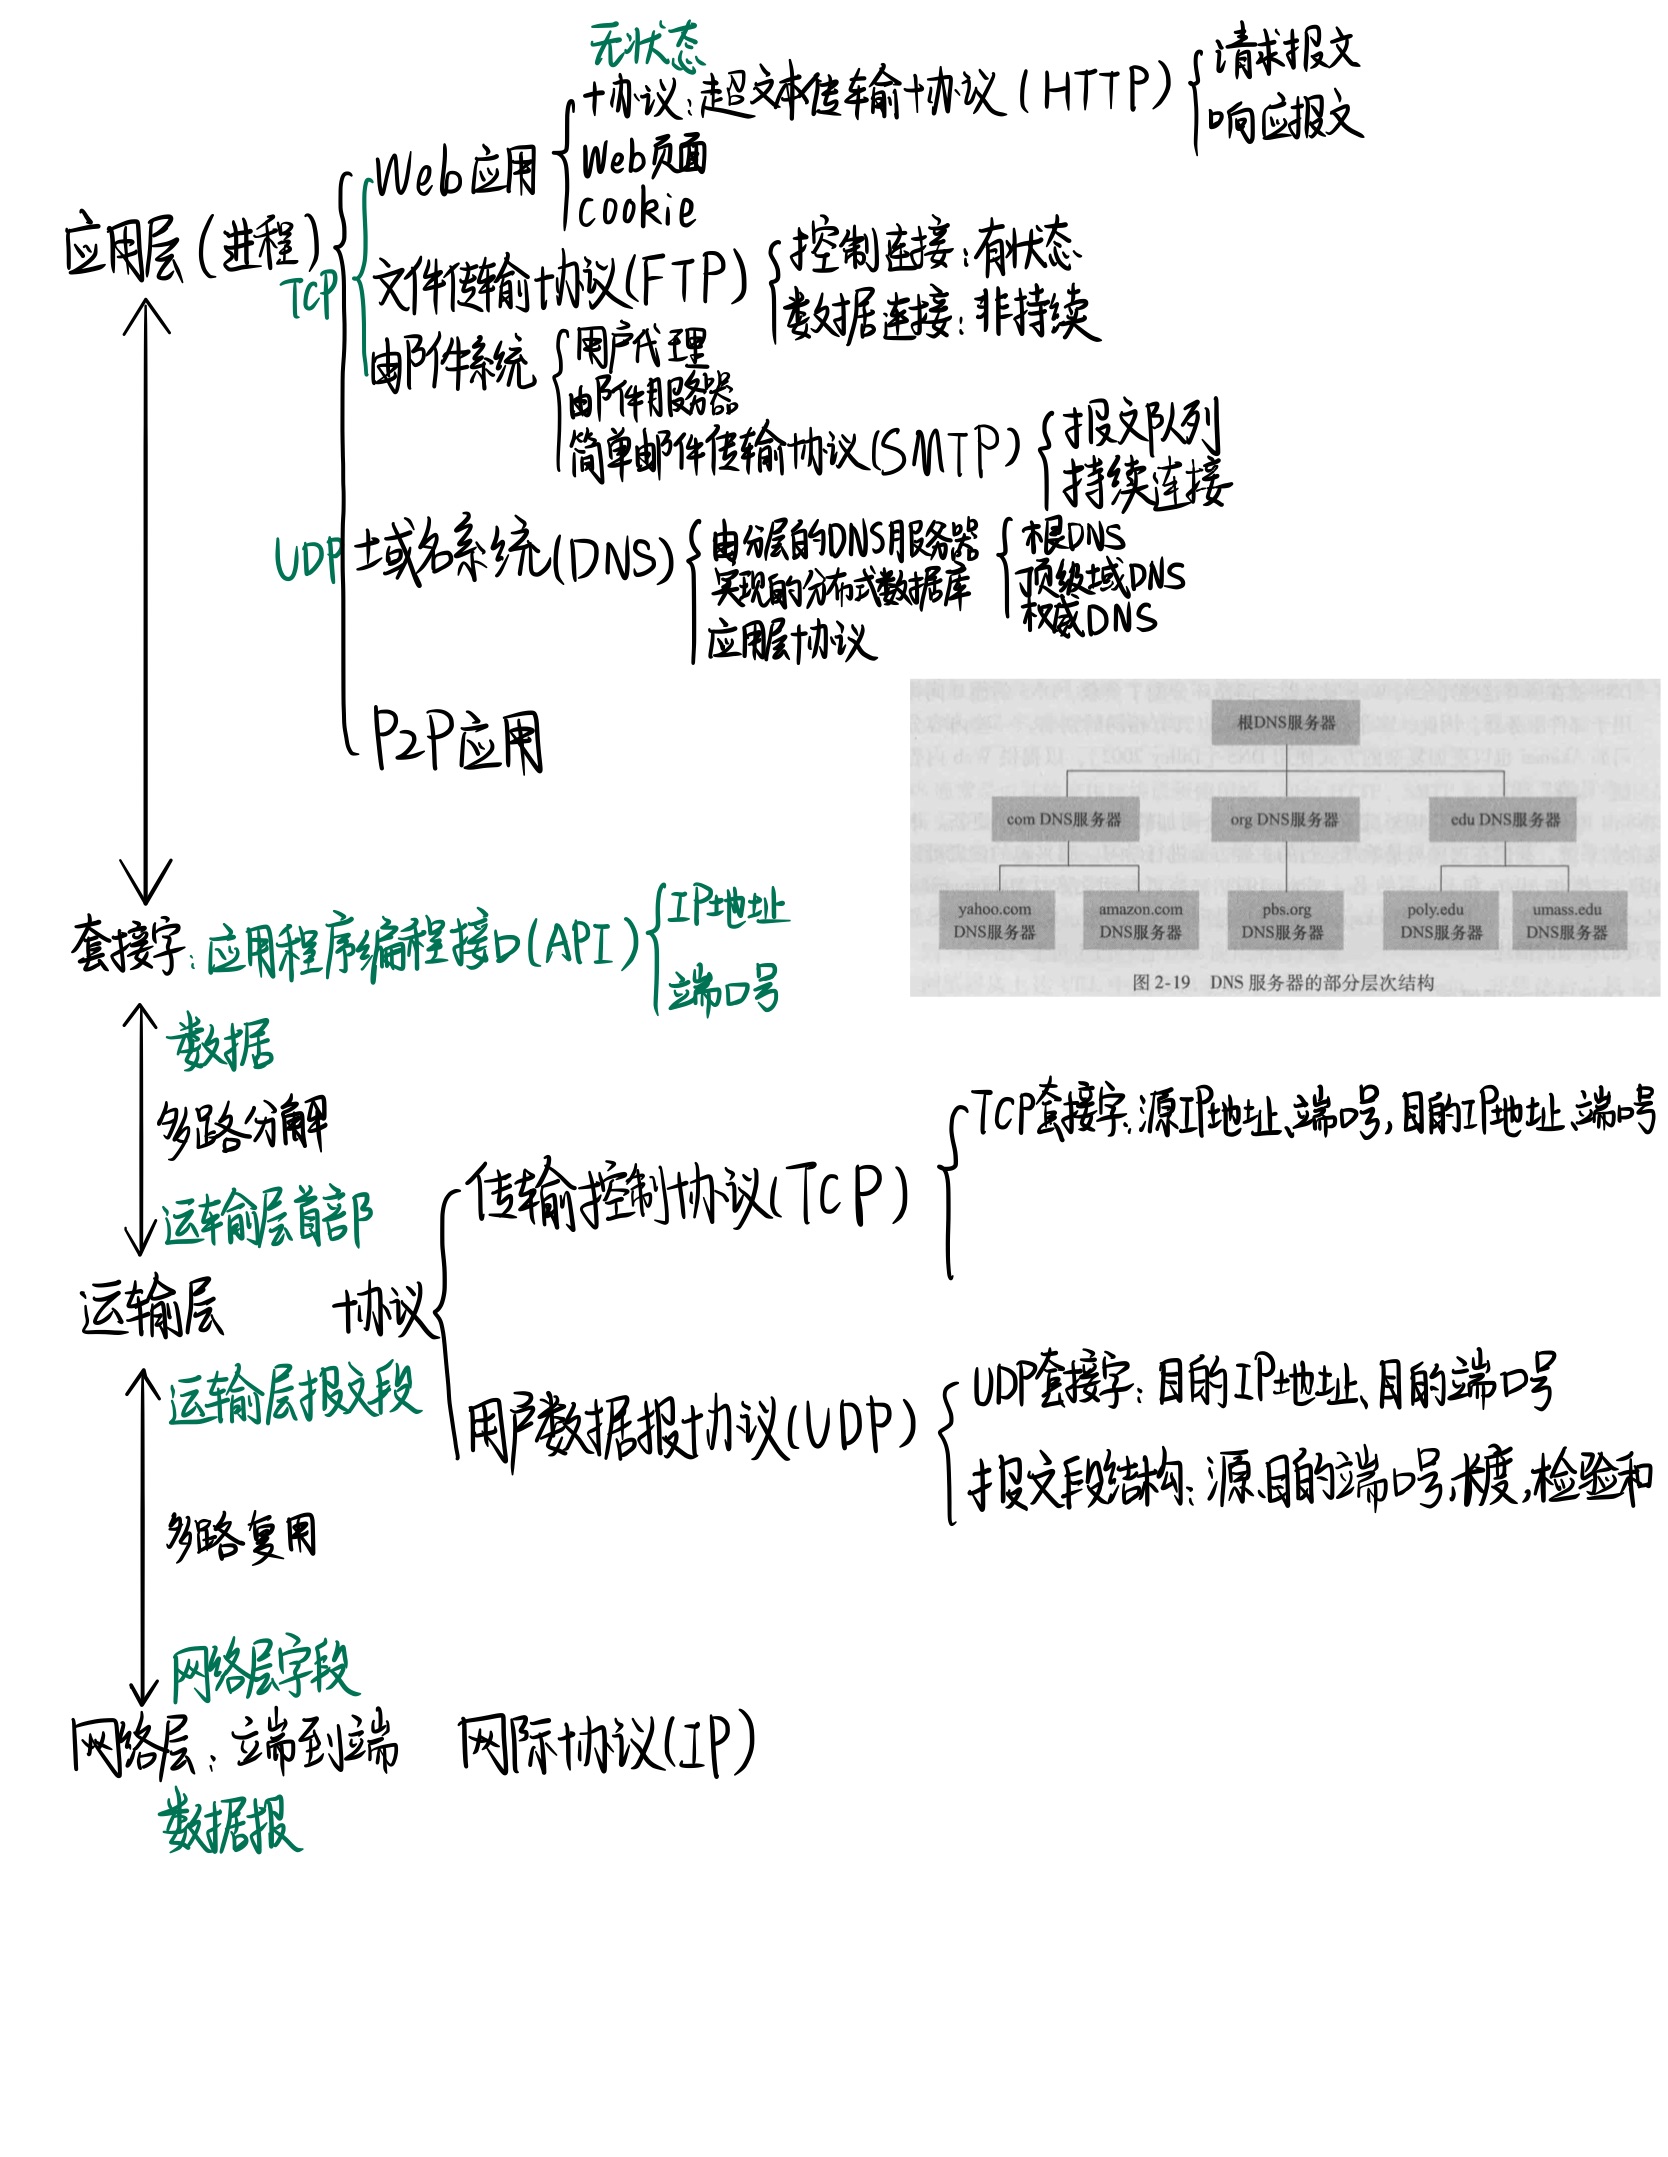 无状态
协议：超文本传输协议（HTTP）
请求报文
响应报文
Web应用
Web页面
cookie
应用层（进程）
TCP
文件传输协议(FTP)
控制连接：有状态
数据连接：非持续
邮件系统
用户代理
邮件服务器
简单邮件传输协议(SMTP)
报文队列
持续连接
UDP
域名系统(DNS)
由分层的DNS服务器
实现的分布式数据库
应用层协议
根DNS
顶级域DNS
权威DNS
P2P应用
根DNS服务器
com DNS服务器
org DNS服务器
edu DNS服务器
yahoo.com
DNS服务器
amazon.com
DNS服务器
pbs.org
DNS服务器
poly.edu
DNS服务器
umass.edu
DNS服务器
图 2-19 DNS 服务器的部分层次结构
套接字：应用程序编程接口(API)
IP地址
端口号
数据
多路分解
运输层首部
运输层
协议
传输控制协议(TCP)
TCP套接字：源IP地址、端口号，目的IP地址、端口号
用户数据报协议(UDP)
UDP套接字：目的IP地址、目的端口号
报文段结构：源、目的端口号，长度，检验和
运输层报文段
多路复用
网络层字段
网络层：端到端
网际协议(IP)
数据报